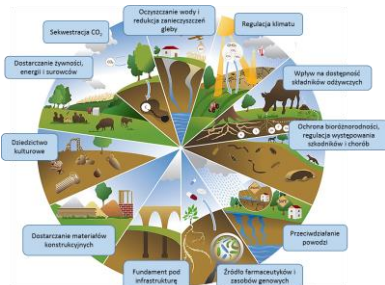 Oczyszczanie wody i
redukcja zanieczyszczeń
gleby
Regulacja klimatu
Sekwestracja CO₂
Dostarczanie żywności,
energii i surowców
Wpływ na dostępność
składników odżywczych
Ochrona bioróżnorodności,
regulacja występowania
szkodników i chorób
Dziedzictwo
kulturowe
Przeciwdziałanie
powodzi
Dostarczanie materiałów
konstrukcyjnych
Fundament pod
infrastrukturę
Źródło farmaceutyków i
zasobów genowych